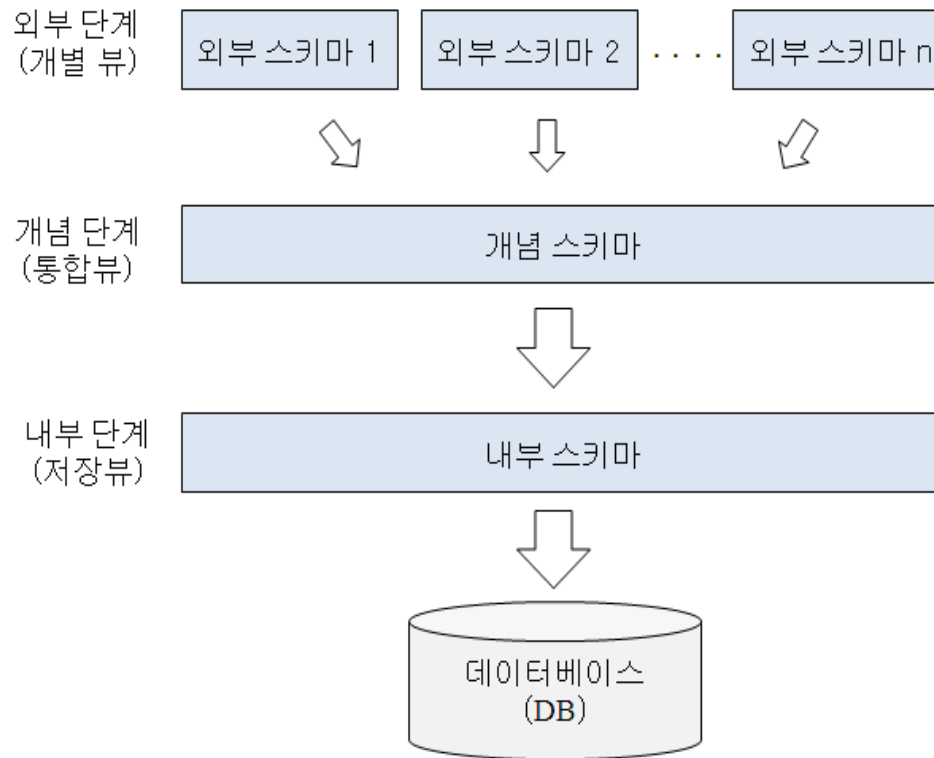 외부 단계
(개별 뷰)
외부 스키마 1
외부 스키마 2
· · · ·
외부 스키마 n
개념 단계
(통합뷰)
개념 스키마
내부 단계
(저장뷰)
내부 스키마
데이터베이스
(DB)